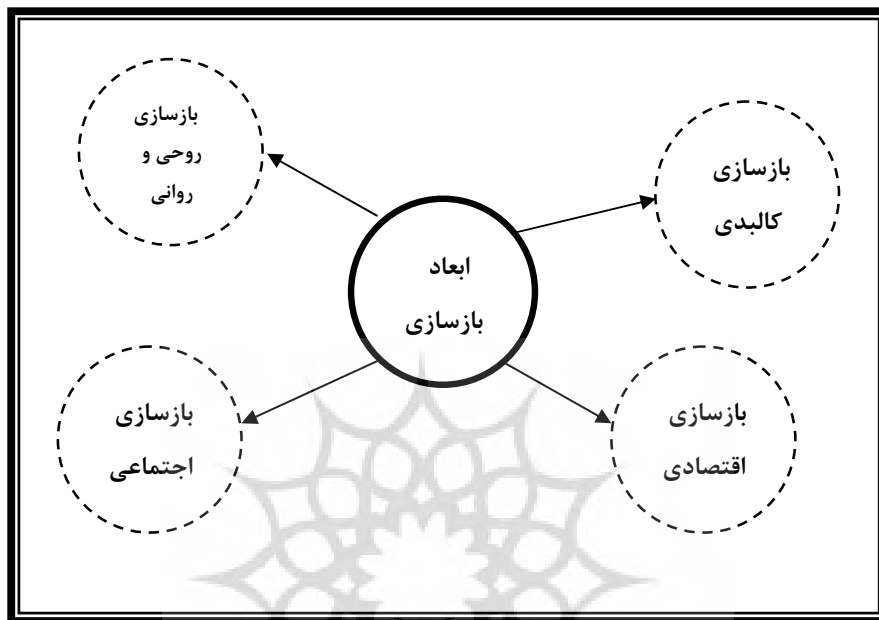 بازسازی
روحی و
روانی
بازسازی
کالبدی
ابعاد
بازسازی
بازسازی
اجتماعی
بازسازی
اقتصادی